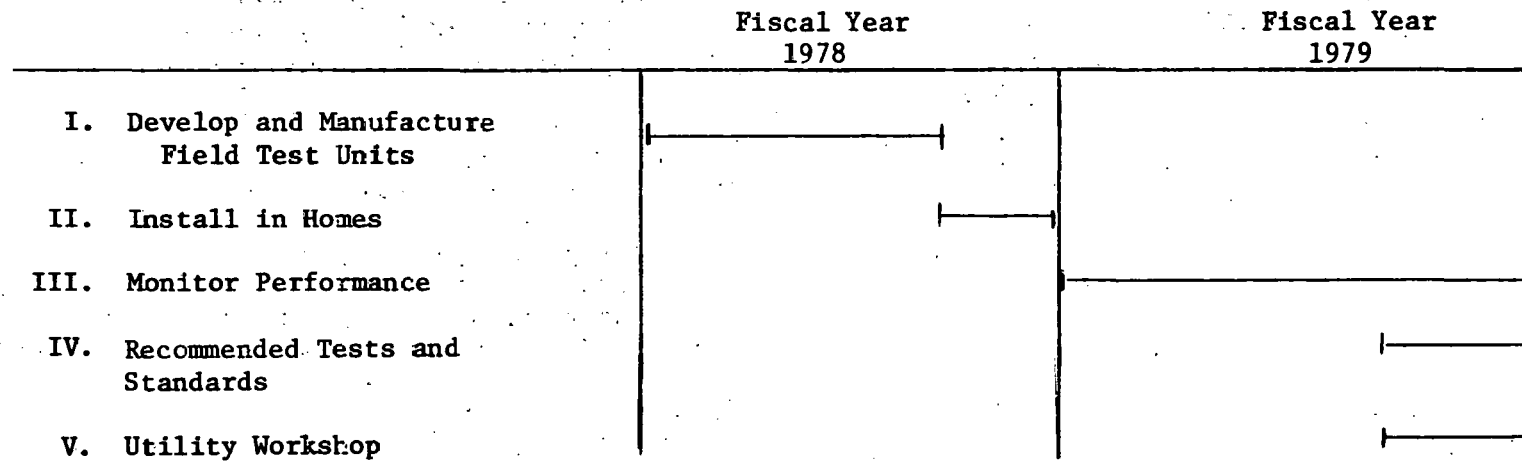 Fiscal Year Fiscal Year
1978 1979
I. Develop and Manufacture
Field Test Units
II. Install in Homes
III. Monitor Performance
IV. Recommended Tests and
Standards
V. Utility Workshop